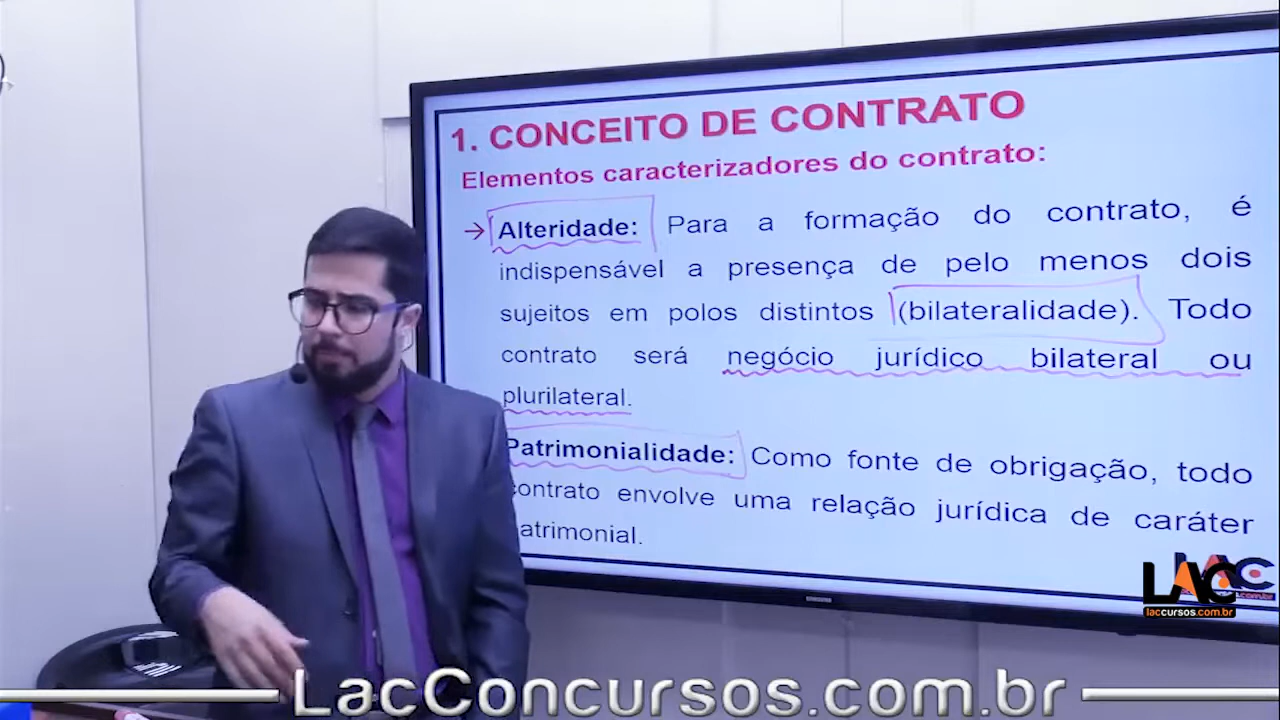 1. CONCEITO DE CONTRATO
Elementos caracterizadores do contrato:
→ Alteridade: Para a formação do contrato, é
indispensável a presença de pelo menos dois
sujeitos em polos distintos (bilateralidade). Todo
contrato será negócio jurídico bilateral ou
plurilateral.
Patrimonialidade: Como fonte de obrigação, todo
contrato envolve uma relação jurídica de caráter
patrimonial.
LAC
laccursos.com.br
LacConcursos.com.br